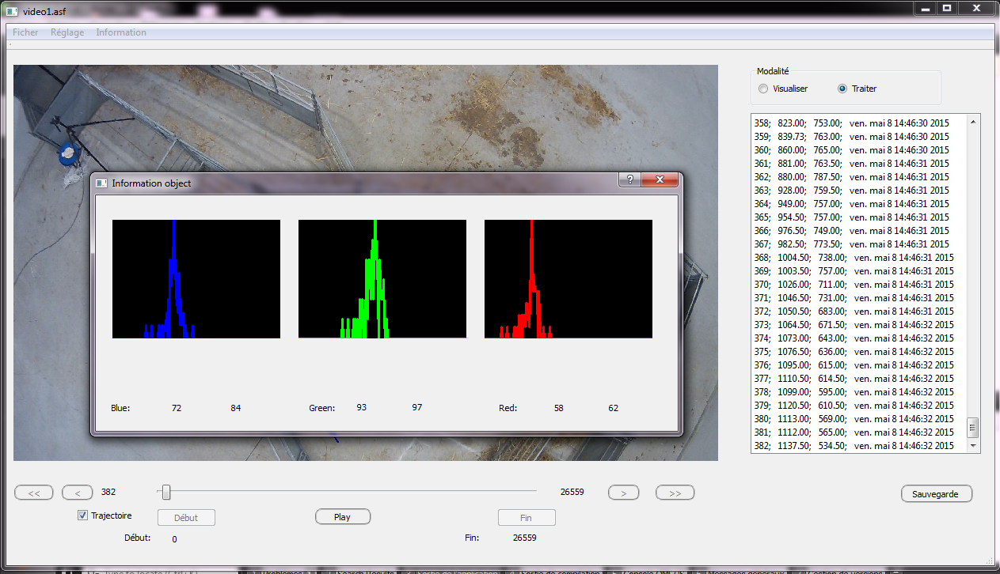 video1.asf
Ficher Réglage Information
Modalité
Visualiser Traiter
358; 823.00; 753.00; ven. mai 8 14:46:30 2015
359; 839.73; 763.00; ven. mai 8 14:46:30 2015
360; 860.00; 765.00; ven. mai 8 14:46:30 2015
361; 881.00; 763.50; ven. mai 8 14:46:31 2015
362; 880.00; 787.50; ven. mai 8 14:46:31 2015
363; 928.00; 759.50; ven. mai 8 14:46:31 2015
364; 949.00; 757.00; ven. mai 8 14:46:31 2015
365; 954.50; 757.00; ven. mai 8 14:46:31 2015
366; 976.50; 749.00; ven. mai 8 14:46:31 2015
367; 982.50; 773.50; ven. mai 8 14:46:31 2015
368; 1004.50; 738.00; ven. mai 8 14:46:31 2015
369; 1003.50; 757.00; ven. mai 8 14:46:31 2015
370; 1026.00; 711.00; ven. mai 8 14:46:31 2015
371; 1046.50; 731.00; ven. mai 8 14:46:31 2015
372; 1050.50; 683.00; ven. mai 8 14:46:31 2015
373; 1064.50; 671.50; ven. mai 8 14:46:32 2015
374; 1073.00; 643.00; ven. mai 8 14:46:32 2015
375; 1076.50; 636.00; ven. mai 8 14:46:32 2015
376; 1095.00; 615.00; ven. mai 8 14:46:32 2015
377; 1110.50; 614.50; ven. mai 8 14:46:32 2015
378; 1099.00; 595.00; ven. mai 8 14:46:32 2015
379; 1120.50; 610.50; ven. mai 8 14:46:32 2015
380; 1113.00; 569.00; ven. mai 8 14:46:32 2015
381; 1112.00; 565.00; ven. mai 8 14:46:32 2015
382; 1137.50; 534.50; ven. mai 8 14:46:32 2015
Information object
?
Blue: 72 84 Green: 93 97 Red: 58 62
<< < 382 26559 > >>
Sauvegarde
Trajectoire Début Play Fin
Début: 0 Fin: 26559